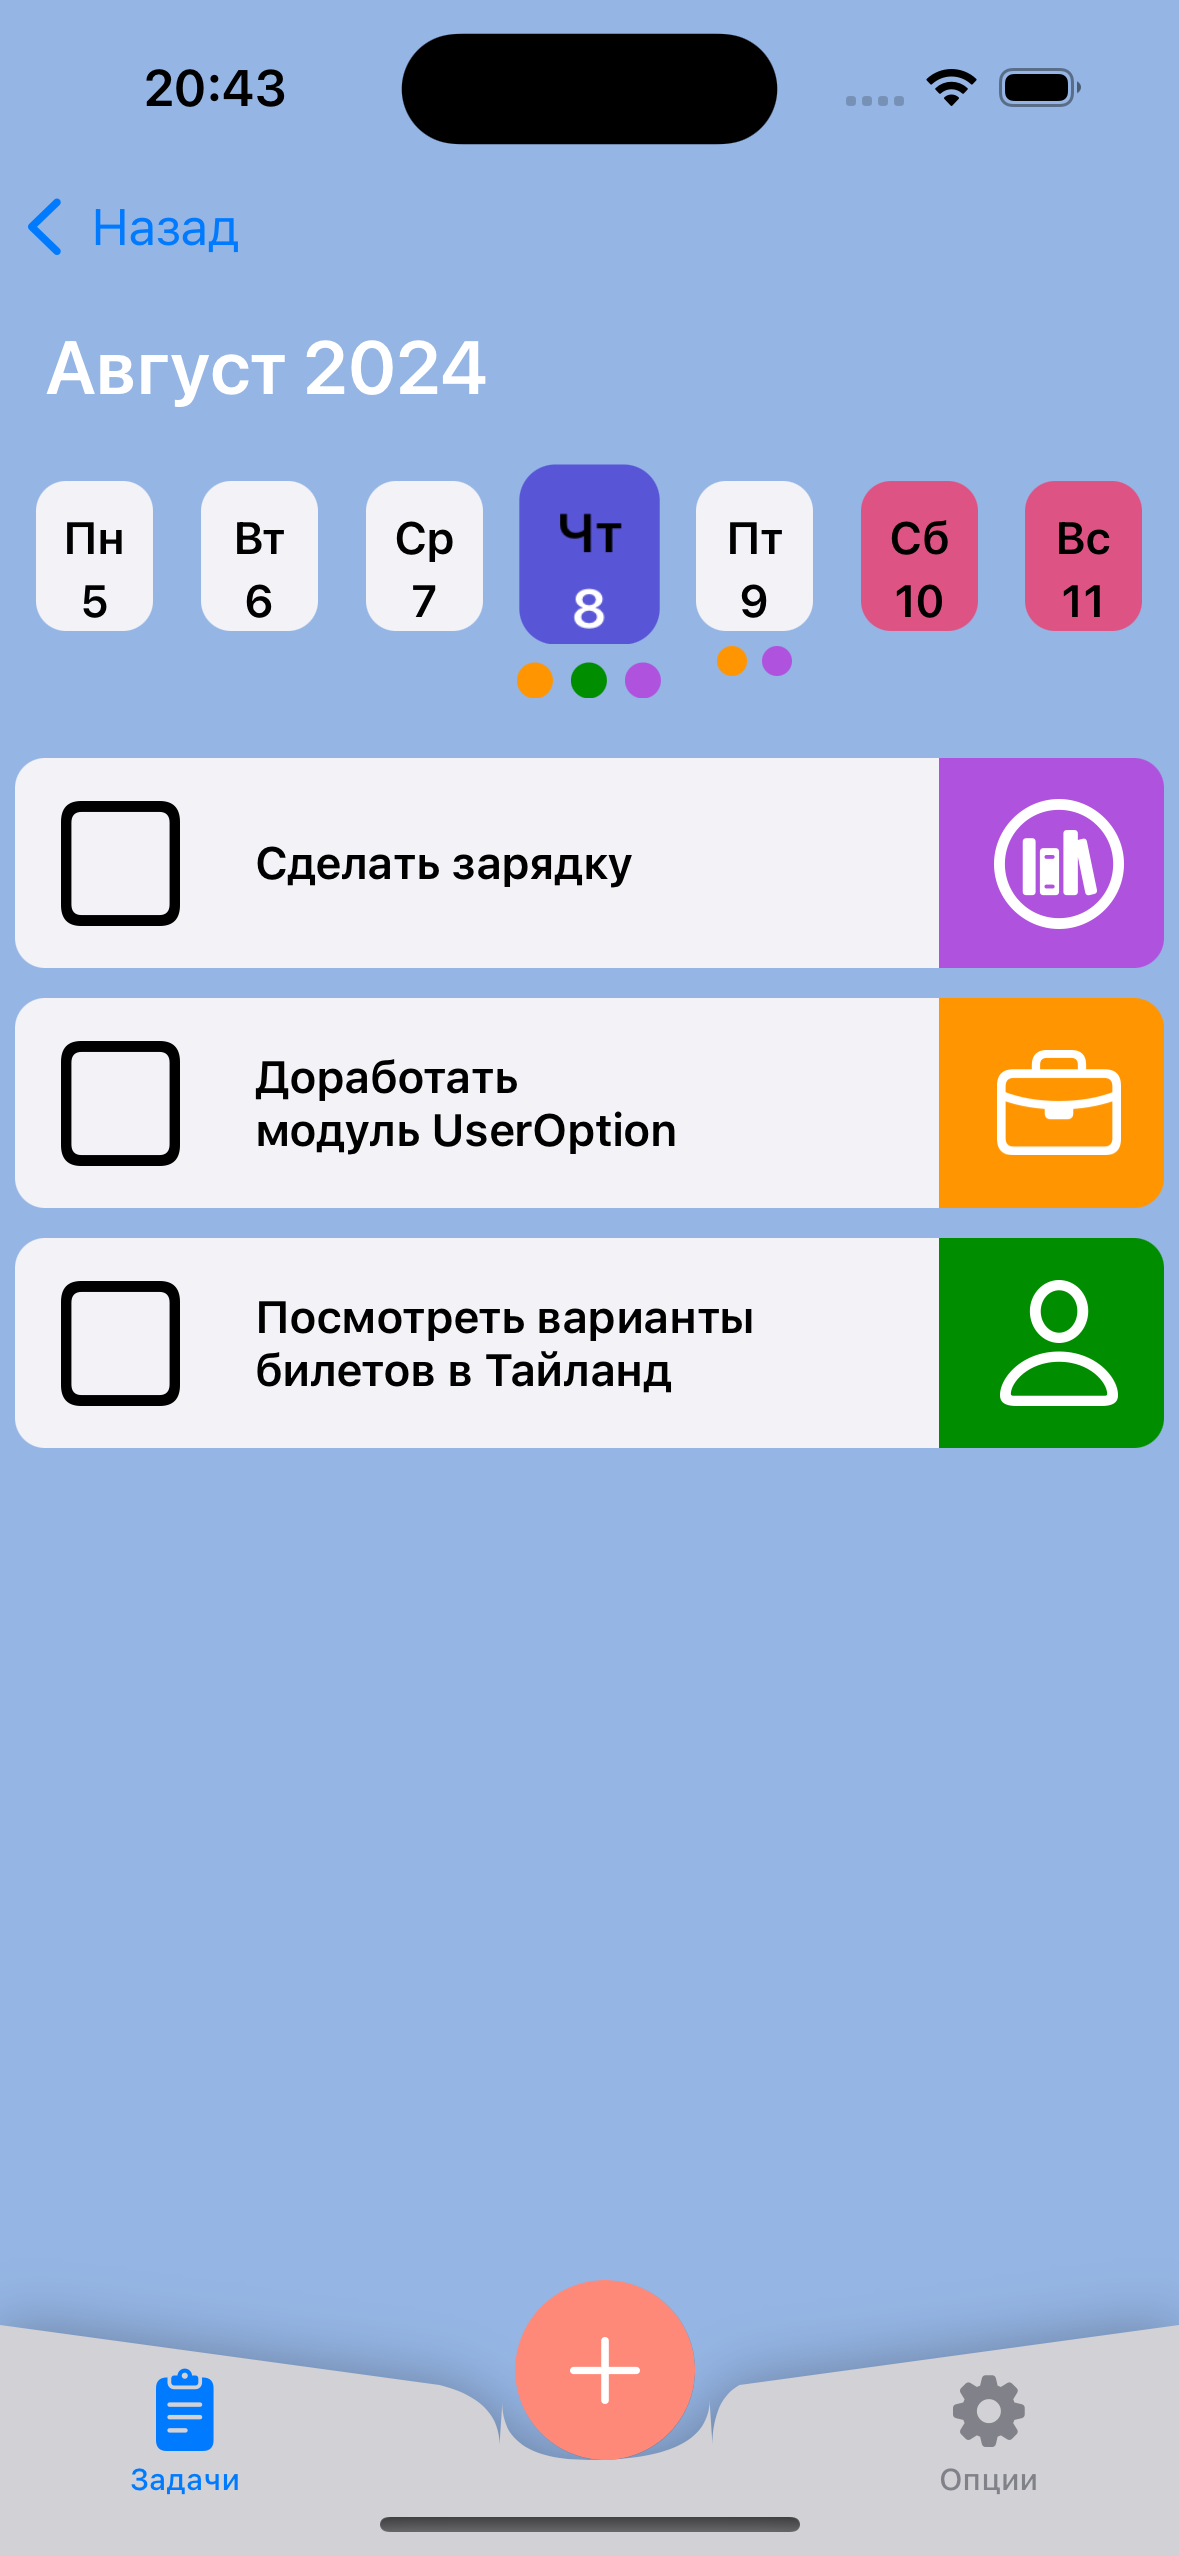 20:43
Назад
Август 2024
Пн Вт Ср Чт Пт Сб Вс
5 6 7 8 9 10 11
Сделать зарядку
Доработать
модуль UserOption
Посмотреть варианты
билетов в Тайланд
Задачи Опции